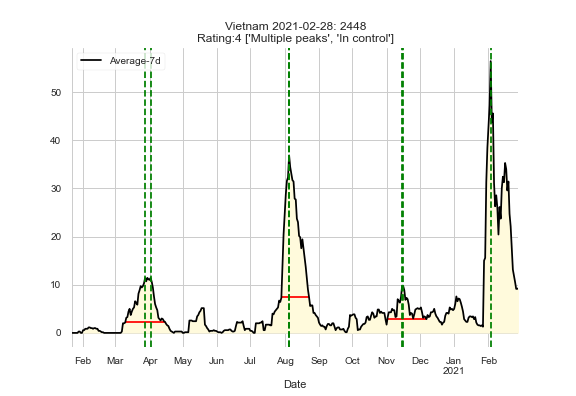 Vietnam 2021-02-28: 2448
Rating:4 ['Multiple peaks', 'In control']
Average-7d
50
40
30
20
10
0
Feb Mar Apr May Jun Jul Aug Sep Oct Nov Dec Jan Feb
2021
Date